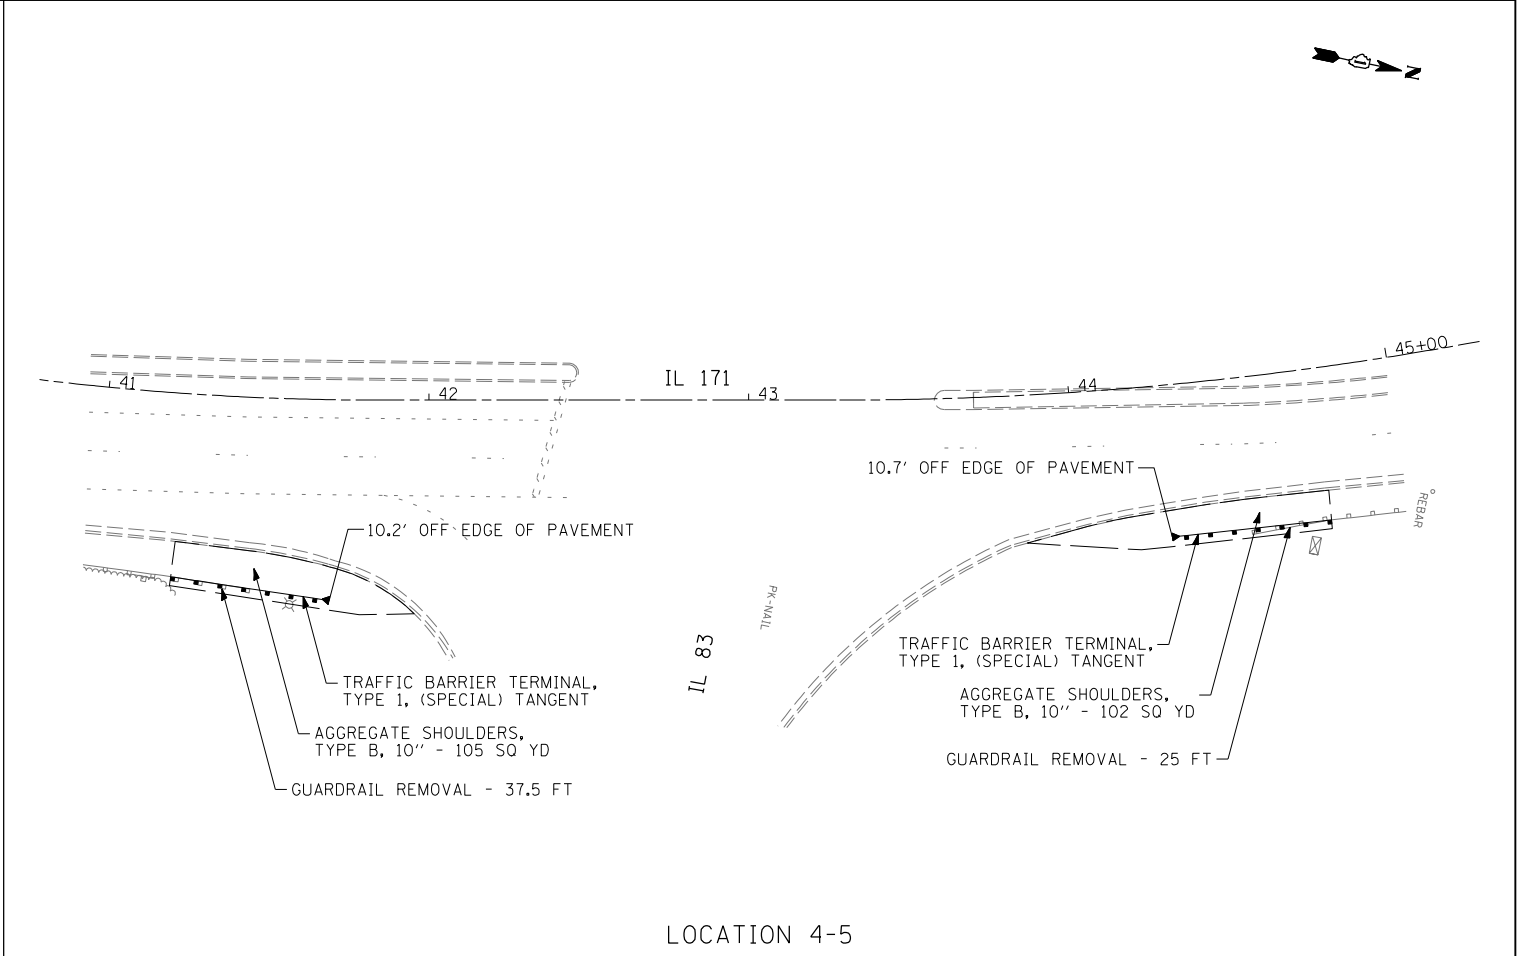 N
45+00
IL 171
41
42
43
44
10.7' OFF EDGE OF PAVEMENT
REBAR
10.2' OFF EDGE OF PAVEMENT
PK-NAIL
IL 83
TRAFFIC BARRIER TERMINAL,
TYPE 1, (SPECIAL) TANGENT
TRAFFIC BARRIER TERMINAL,
TYPE 1, (SPECIAL) TANGENT
AGGREGATE SHOULDERS,
TYPE B, 10'' - 102 SQ YD
AGGREGATE SHOULDERS,
TYPE B, 10'' - 105 SQ YD
GUARDRAIL REMOVAL - 25 FT
GUARDRAIL REMOVAL - 37.5 FT
LOCATION 4-5